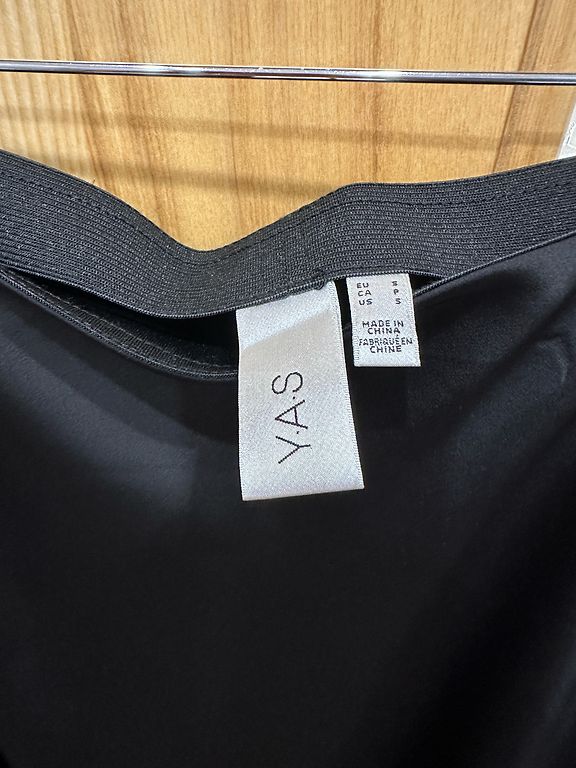 Y.A.S
EU S
CA P
US S
MADE IN
CHINA
FABRIQUÉ EN
CHINE